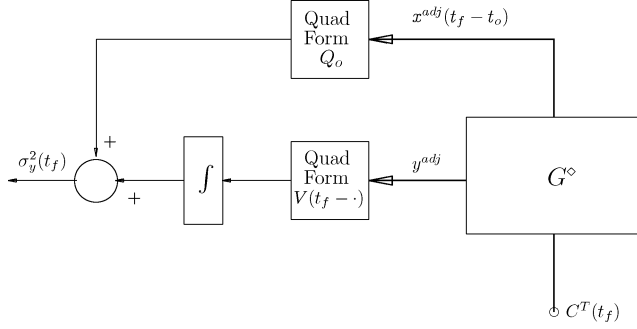 Quad
Form
Q_o
x^{adj}(t_f − t_o)
+
σ_y^2(t_f)
+
∫
Quad
Form
V(t_f − ·)
y^{adj}
G^⋄
C^T(t_f)